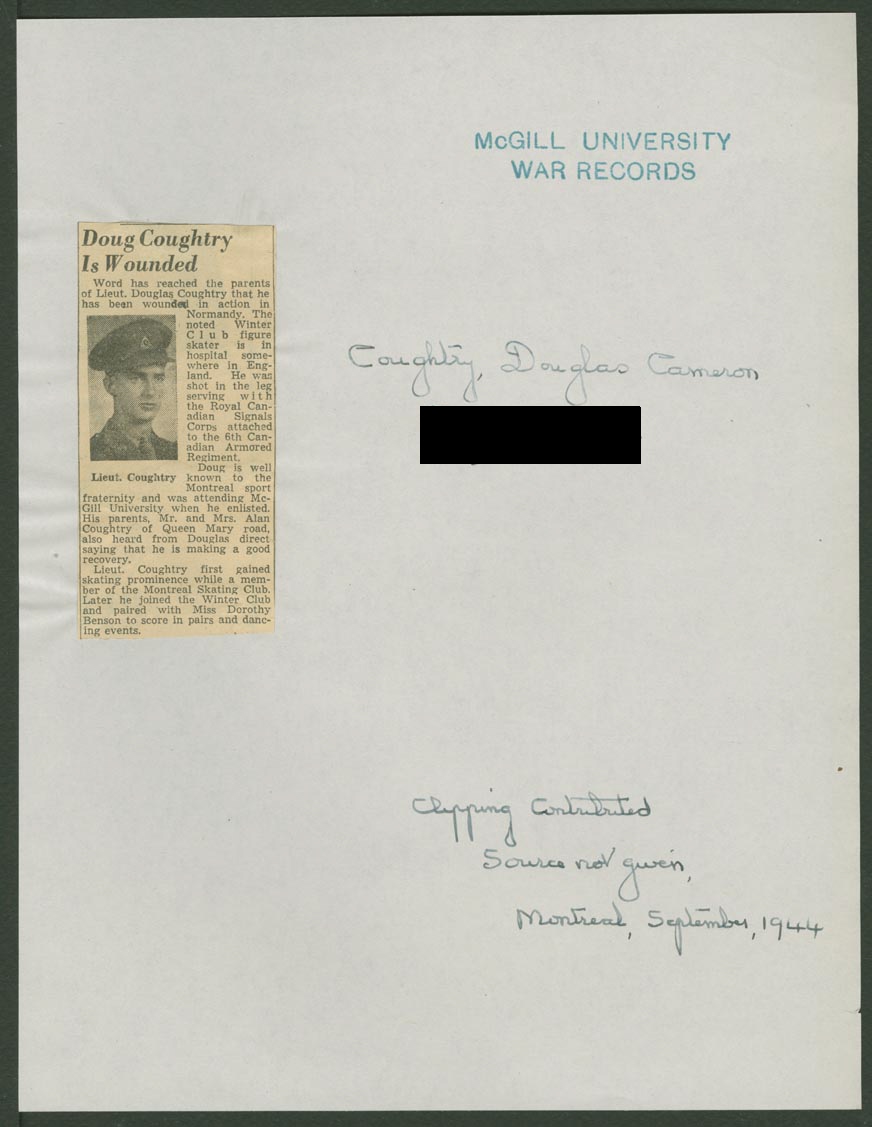 McGILL UNIVERSITY
WAR RECORDS
Doug Coughtry
Is Wounded
Word has reached the parents
of Lieut. Douglas Coughtry that he
has been wounded in action in
Normandy. The
noted Winter
Club figure
skater is in
hospital some-
where in Eng-
land. He was
shot in the leg
serving with
the Royal Can-
adian Signals
Corps attached
to the 6th Can-
adian Armored
Regiment.
Lieut. Coughtry
Doug is well
known to the
Montreal sport
fraternity and was attending Mc-
Gill University when he enlisted.
His parents, Mr. and Mrs. Alan
Coughtry of Queen Mary road,
also heard from Douglas direct
saying that he is making a good
recovery.
Lieut. Coughtry first gained
skating prominence while a mem-
ber of the Montreal Skating Club.
Later he joined the Winter Club
and paired with Miss Dorothy
Benson to score in pairs and danc-
ing events.
Coughtry, Douglas Cameron
Clipping Contributed
Source not given,
Montreal, September, 1944